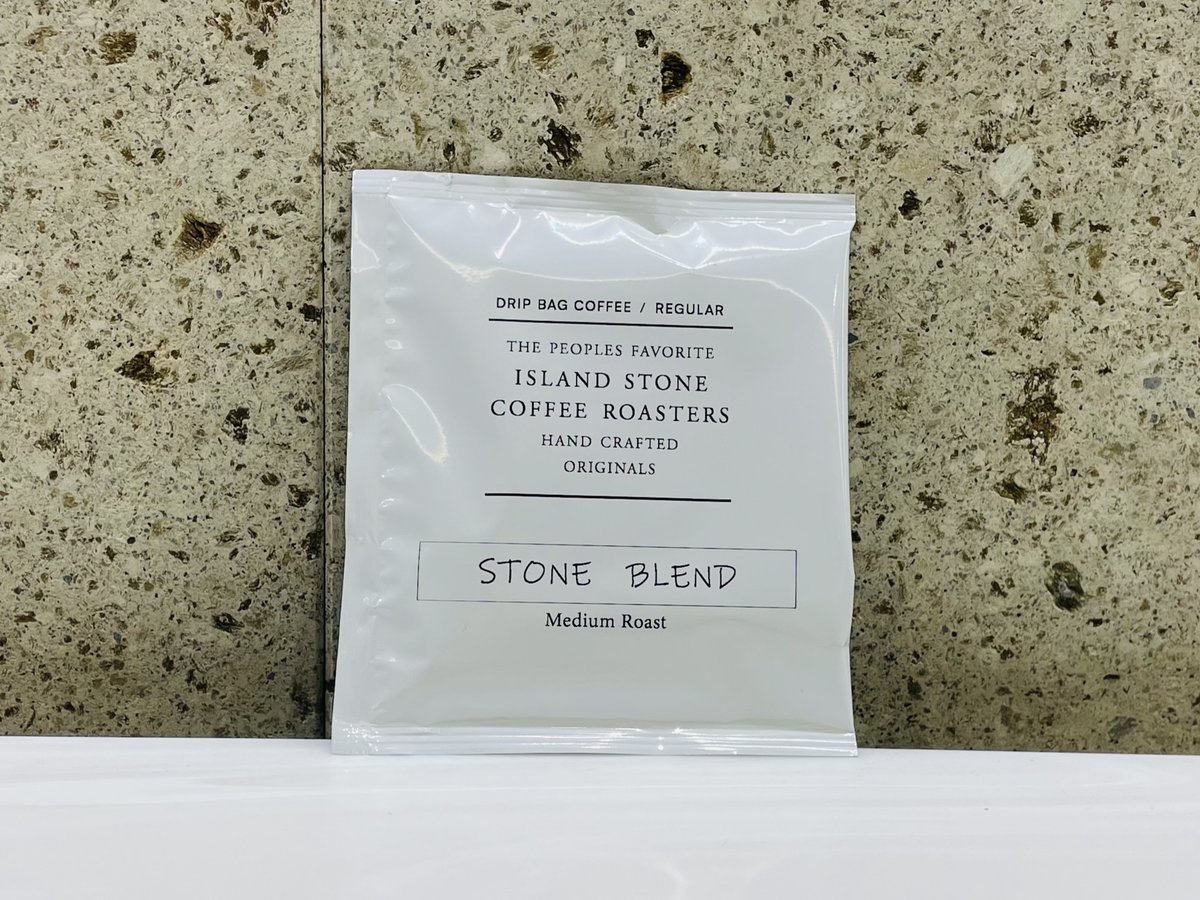 DRIP BAG COFFEE / REGULAR
THE PEOPLES FAVORITE
ISLAND STONE
COFFEE ROASTERS
HAND CRAFTED
ORIGINALS
STONE BLEND
Medium Roast